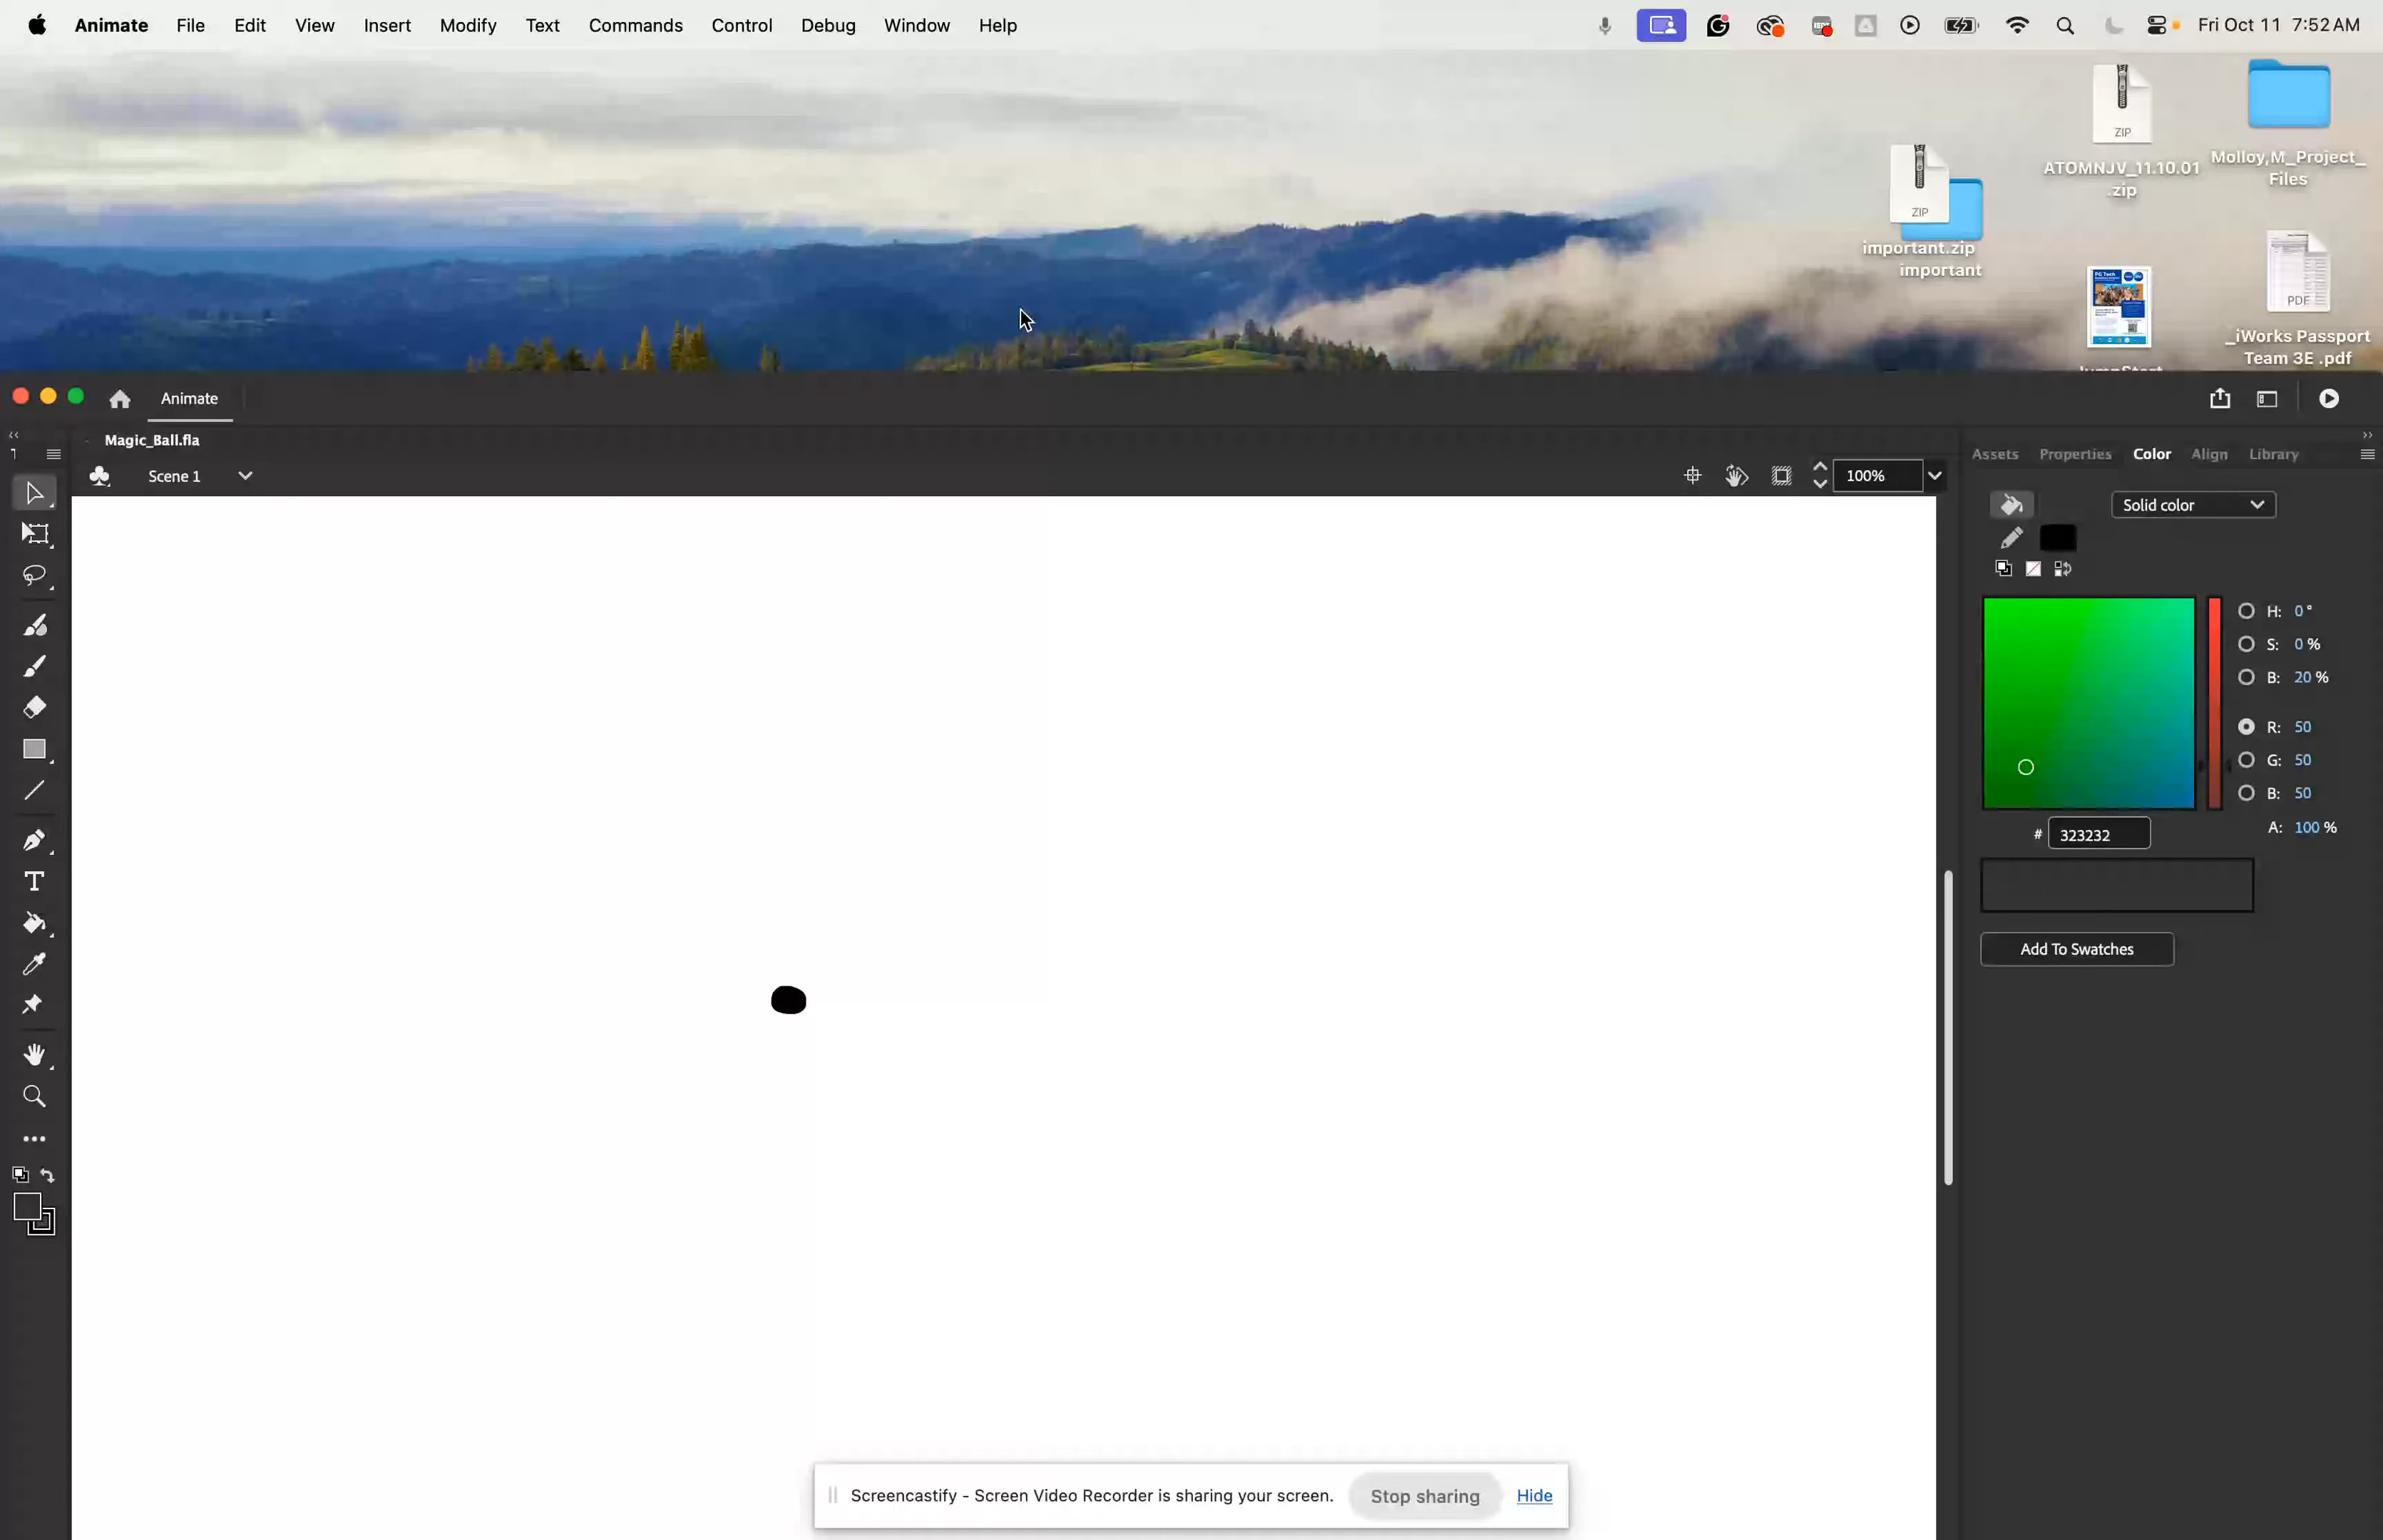 Animate File Edit View Insert Modify Text Commands Control Debug Window Help Fri Oct 11 7:52 AM
ZIP
ATOMNJV_11.10.01
.zip
Molloy,M_Project_
Files
ZIP
important.zip
important
PG Tech
PDF
_iWorks Passport
Team 3E .pdf
Animate
Magic_Ball.fla
Scene 1
100%
Assets Properties Color Align Library
Solid color
H: 0 °
S: 0 %
B: 20 %
R: 50
G: 50
B: 50
A: 100 %
# 323232
Add To Swatches
Screencastify - Screen Video Recorder is sharing your screen. Stop sharing Hide